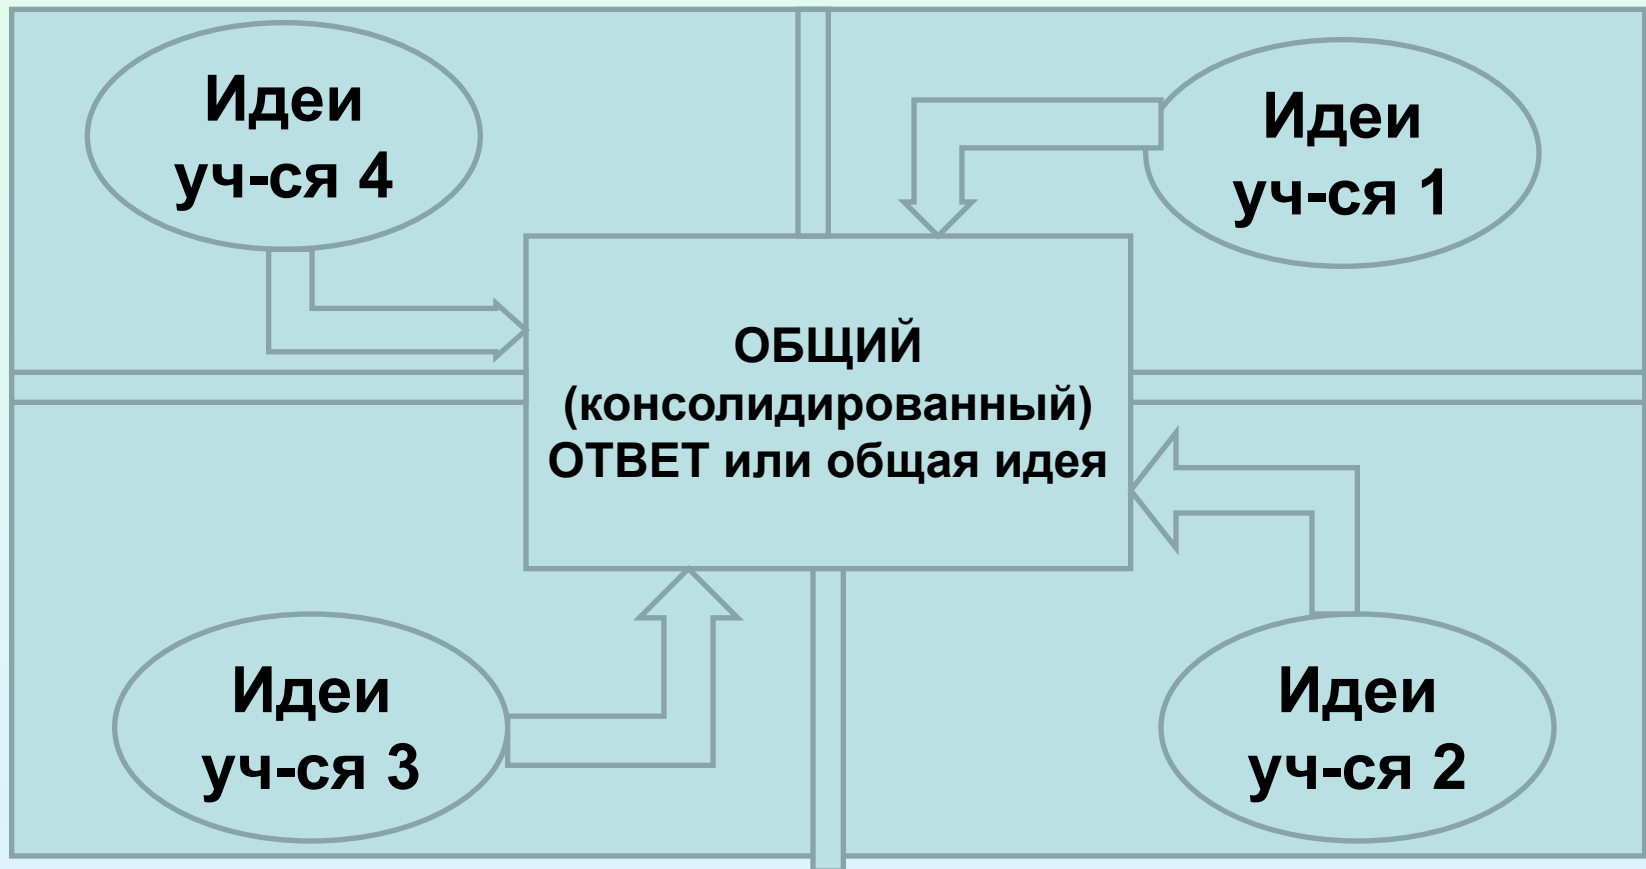 Идеи
уч-ся 4
Идеи
уч-ся 1
ОБЩИЙ
(консолидированный)
ОТВЕТ или общая идея
Идеи
уч-ся 3
Идеи
уч-ся 2